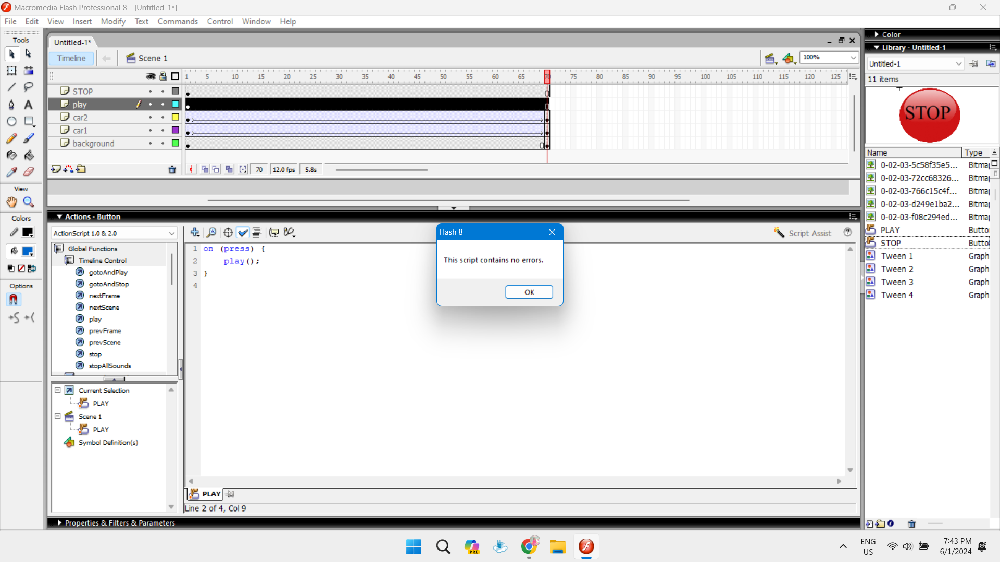 Macromedia Flash Professional 8 - [Untitled-1*]
File Edit View Insert Modify Text Commands Control Window Help
Tools
View
Colors
Options
Untitled-1*
Timeline
Scene 1
100%
1 5 10 15 20 25 30 35 40 45 50 55 60 65 70 75 80 85 90 95 100 105 110 115 120 125
STOP
play
car2
car1
background
70 12.0 fps 5.8s
Actions - Button
ActionScript 1.0 & 2.0
Script Assist
Global Functions
Timeline Control
gotoAndPlay
gotoAndStop
nextFrame
nextScene
play
prevFrame
prevScene
stop
stopAllSounds
Current Selection
PLAY
Scene 1
PLAY
Symbol Definition(s)
1 on (press) {
2 play();
3 }
4
Flash 8
This script contains no errors.
OK
PLAY
Line 2 of 4, Col 9
Properties & Filters & Parameters
Color
Library - Untitled-1
Untitled-1
11 items
STOP
Name Type
0-02-03-5c58f35e5... Bitma
0-02-03-72cc68326... Bitma
0-02-03-766c15c4f... Bitma
0-02-03-d249e1ba2... Bitma
0-02-03-f08c294ed... Bitma
PLAY Butto
STOP Butto
Tween 1 Graph
Tween 2 Graph
Tween 3 Graph
Tween 4 Graph
PRE
ENG
US
7:43 PM
6/1/2024